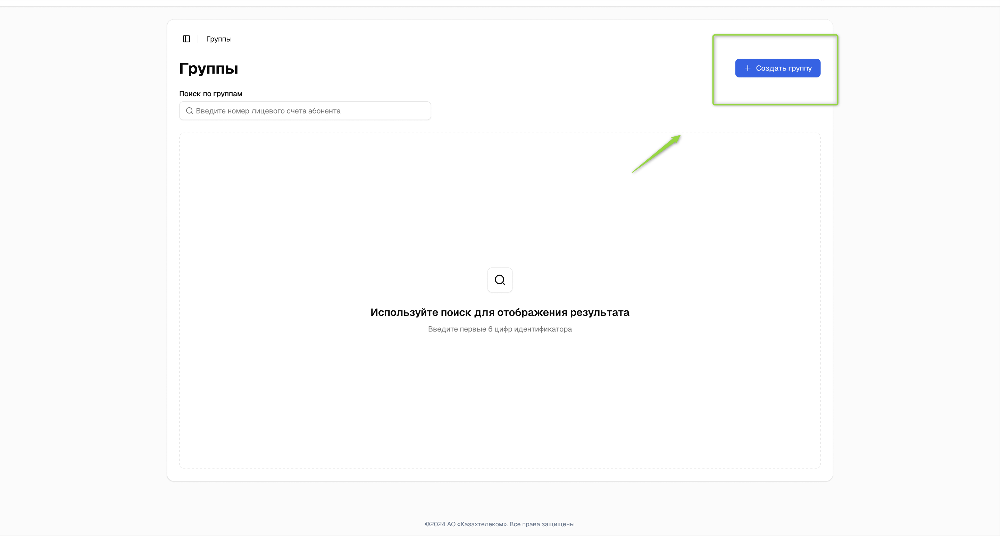 Группы
Группы
Создать группу
Поиск по группам
Введите номер лицевого счета абонента
Используйте поиск для отображения результата
Введите первые 6 цифр идентификатора
©2024 АО «Казахтелеком». Все права защищены